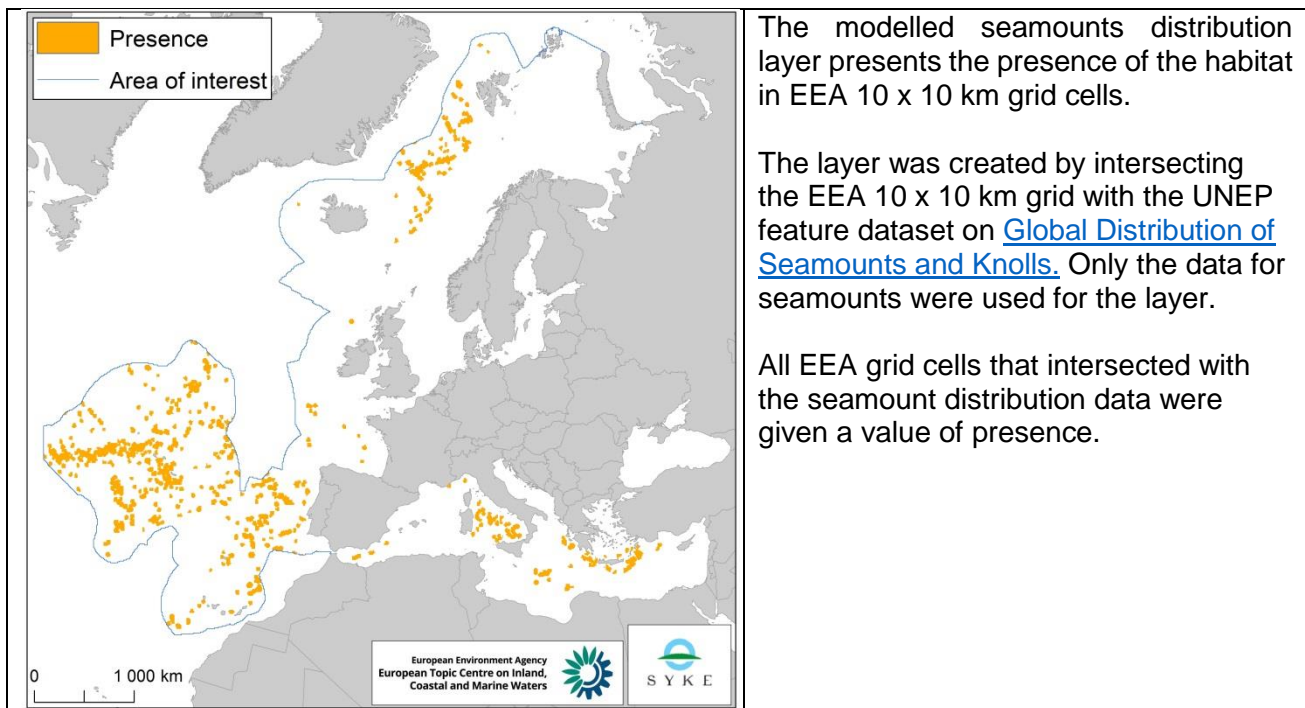 Presence
Area of interest
0 1 000 km
European Environment Agency
European Topic Centre on Inland,
Coastal and Marine Waters
S Y K E
The modelled seamounts distribution
layer presents the presence of the habitat
in EEA 10 x 10 km grid cells.
The layer was created by intersecting
the EEA 10 x 10 km grid with the UNEP
feature dataset on Global Distribution of
Seamounts and Knolls. Only the data for
seamounts were used for the layer.
All EEA grid cells that intersected with
the seamount distribution data were
given a value of presence.